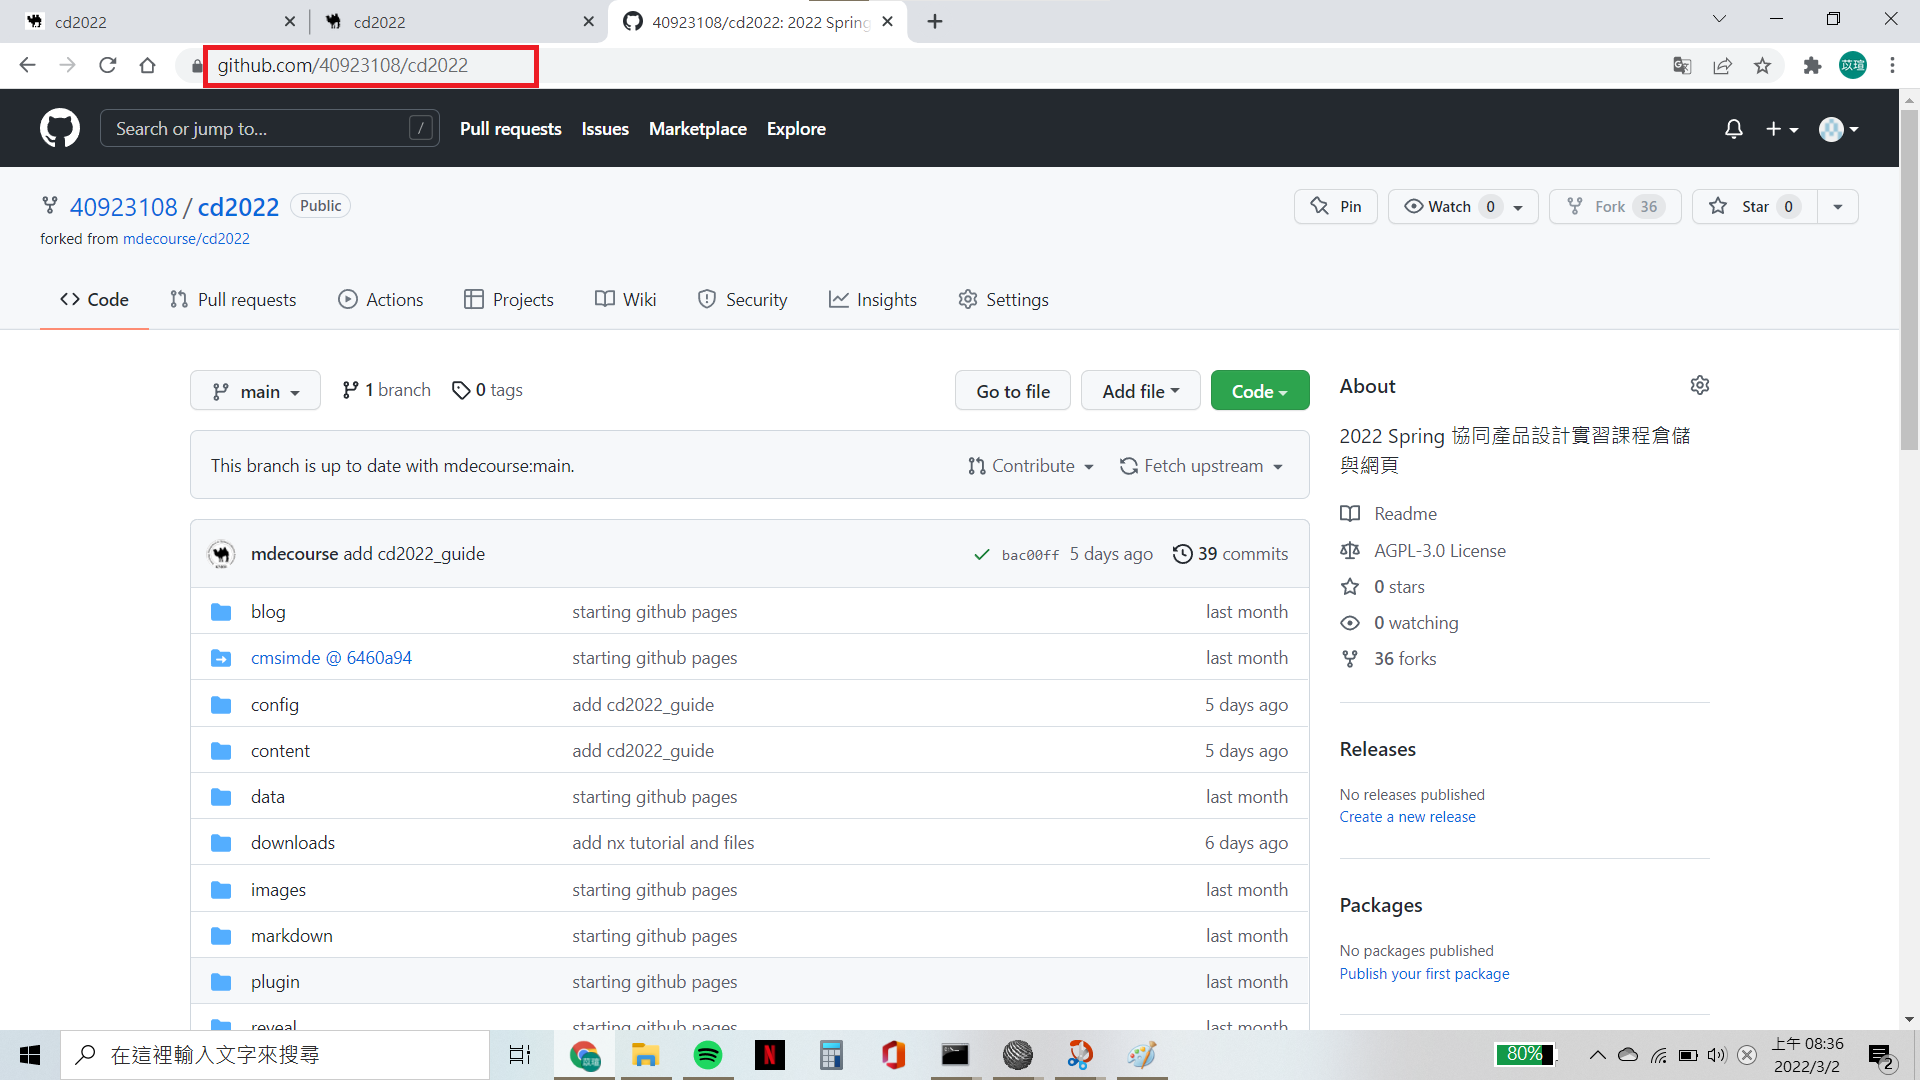 cd2022
cd2022
40923108/cd2022: 2022 Spring
github.com/40923108/cd2022
苡瑄
Search or jump to...
/
Pull requests
Issues
Marketplace
Explore
40923108 / cd2022
Public
forked from mdecourse/cd2022
Pin
Watch 0
Fork 36
Star 0
Code
Pull requests
Actions
Projects
Wiki
Security
Insights
Settings
main
1 branch
0 tags
Go to file
Add file
Code
This branch is up to date with mdecourse:main.
Contribute
Fetch upstream
mdecourse add cd2022_guide
bac00ff 5 days ago
39 commits
blog starting github pages last month
cmsimde @ 6460a94 starting github pages last month
config add cd2022_guide 5 days ago
content add cd2022_guide 5 days ago
data starting github pages last month
downloads add nx tutorial and files 6 days ago
images starting github pages last month
markdown starting github pages last month
plugin starting github pages last month
reveal starting github pages last month
About
2022 Spring 協同產品設計實習課程倉儲
與網頁
Readme
AGPL-3.0 License
0 stars
0 watching
36 forks
Releases
No releases published
Create a new release
Packages
No packages published
Publish your first package
在這裡輸入文字來搜尋
苡瑄
N
80%
上午 08:36
2022/3/2
2